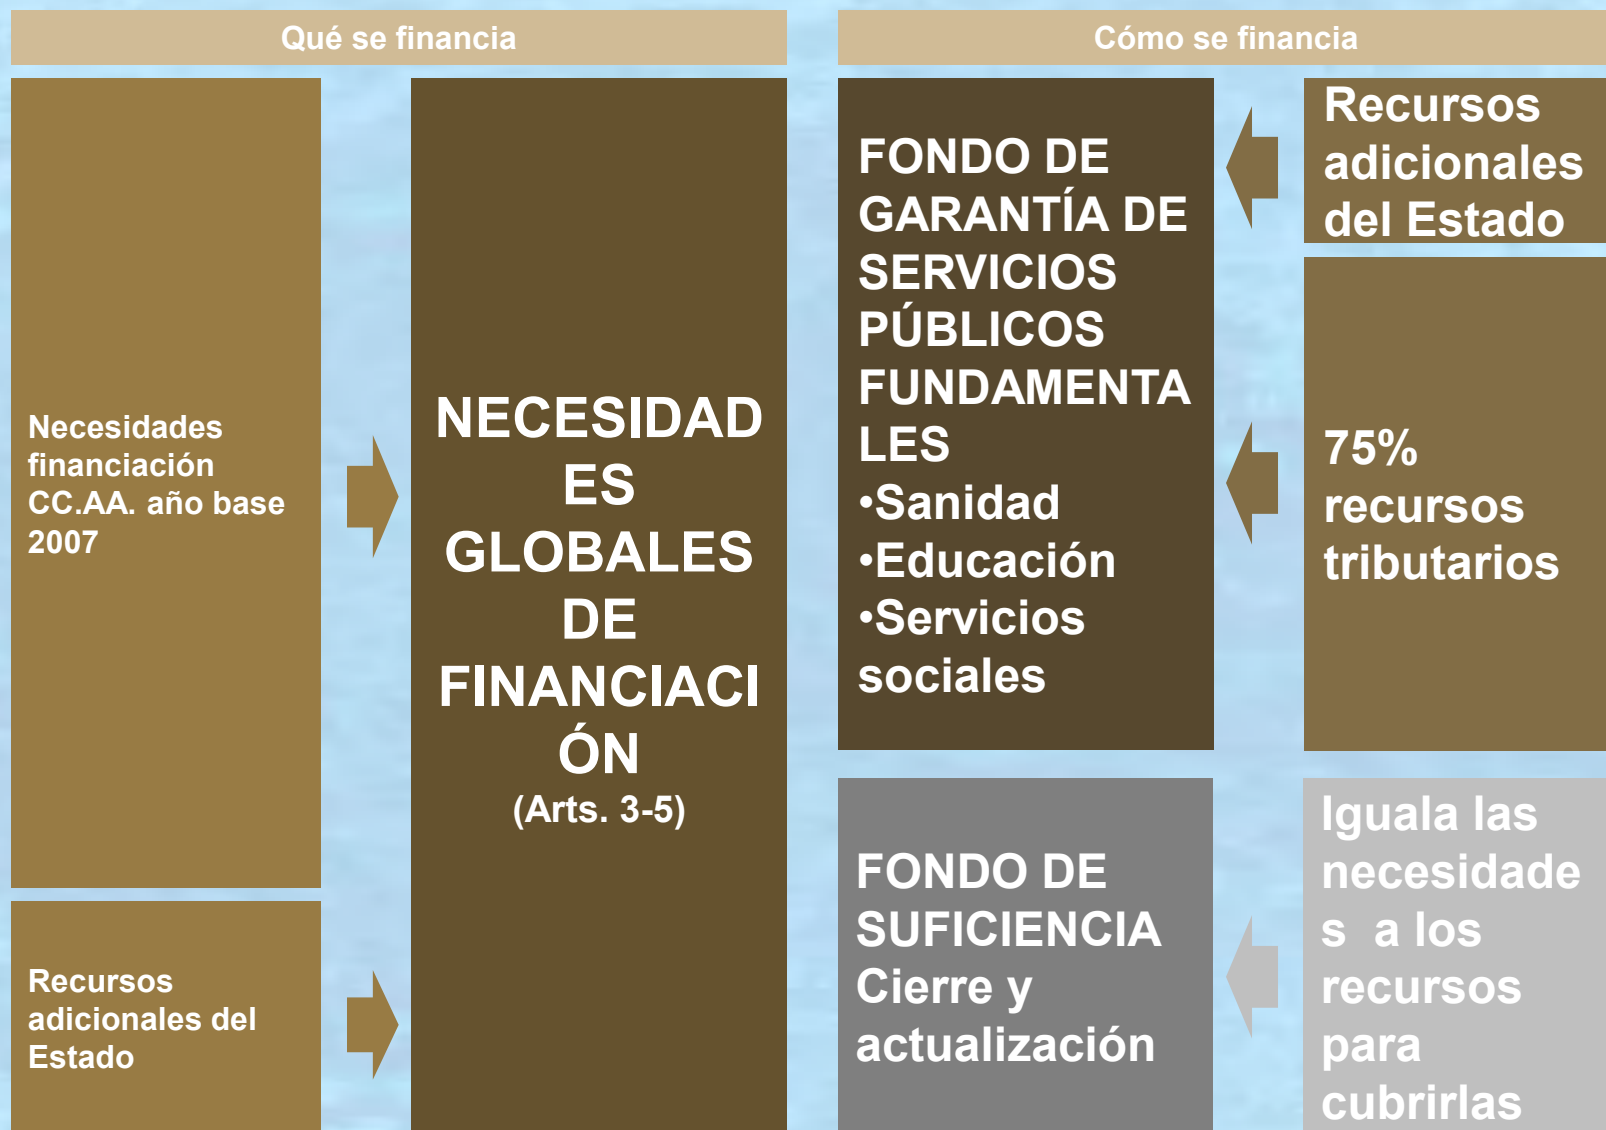 Qué se financia
Necesidades
financiación
CC.AA. año base
2007
Recursos
adicionales del
Estado
NECESIDAD
ES
GLOBALES
DE
FINANCIACI
ÓN
(Arts. 3-5)
Cómo se financia
FONDO DE
GARANTÍA DE
SERVICIOS
PÚBLICOS
FUNDAMENTA
LES
•Sanidad
•Educación
•Servicios
sociales
Recursos
adicionales
del Estado
75%
recursos
tributarios
FONDO DE
SUFICIENCIA
Cierre y
actualización
Iguala las
necesidade
s  a los
recursos
para
cubrirlas